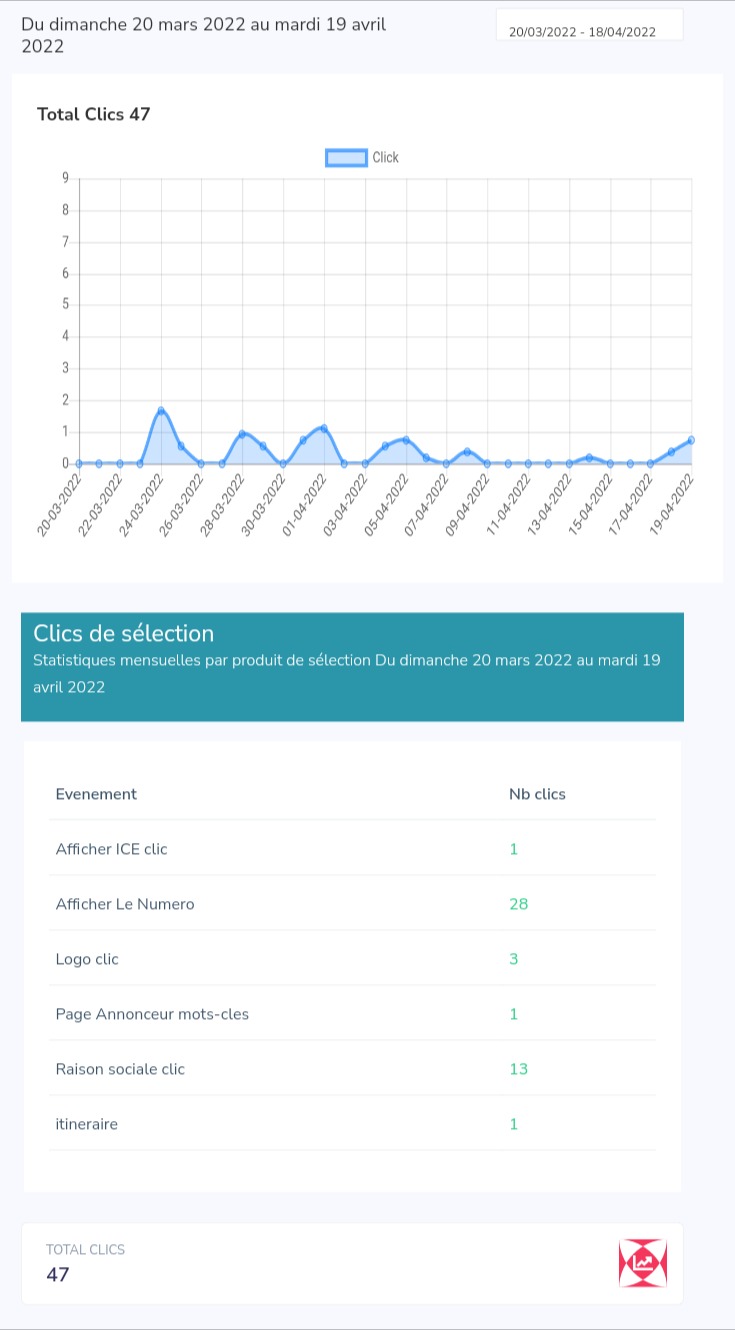 Du dimanche 20 mars 2022 au mardi 19 avril
2022
20/03/2022 - 18/04/2022
Total Clics 47
Click
9
8
7
6
5
4
3
2
1
0
20-03-2022
22-03-2022
24-03-2022
26-03-2022
28-03-2022
30-03-2022
01-04-2022
03-04-2022
05-04-2022
07-04-2022
09-04-2022
11-04-2022
13-04-2022
15-04-2022
17-04-2022
19-04-2022
Clics de sélection
Statistiques mensuelles par produit de sélection Du dimanche 20 mars 2022 au mardi 19
avril 2022
Evenement Nb clics
Afficher ICE clic 1
Afficher Le Numero 28
Logo clic 3
Page Annonceur mots-cles 1
Raison sociale clic 13
itineraire 1
TOTAL CLICS
47